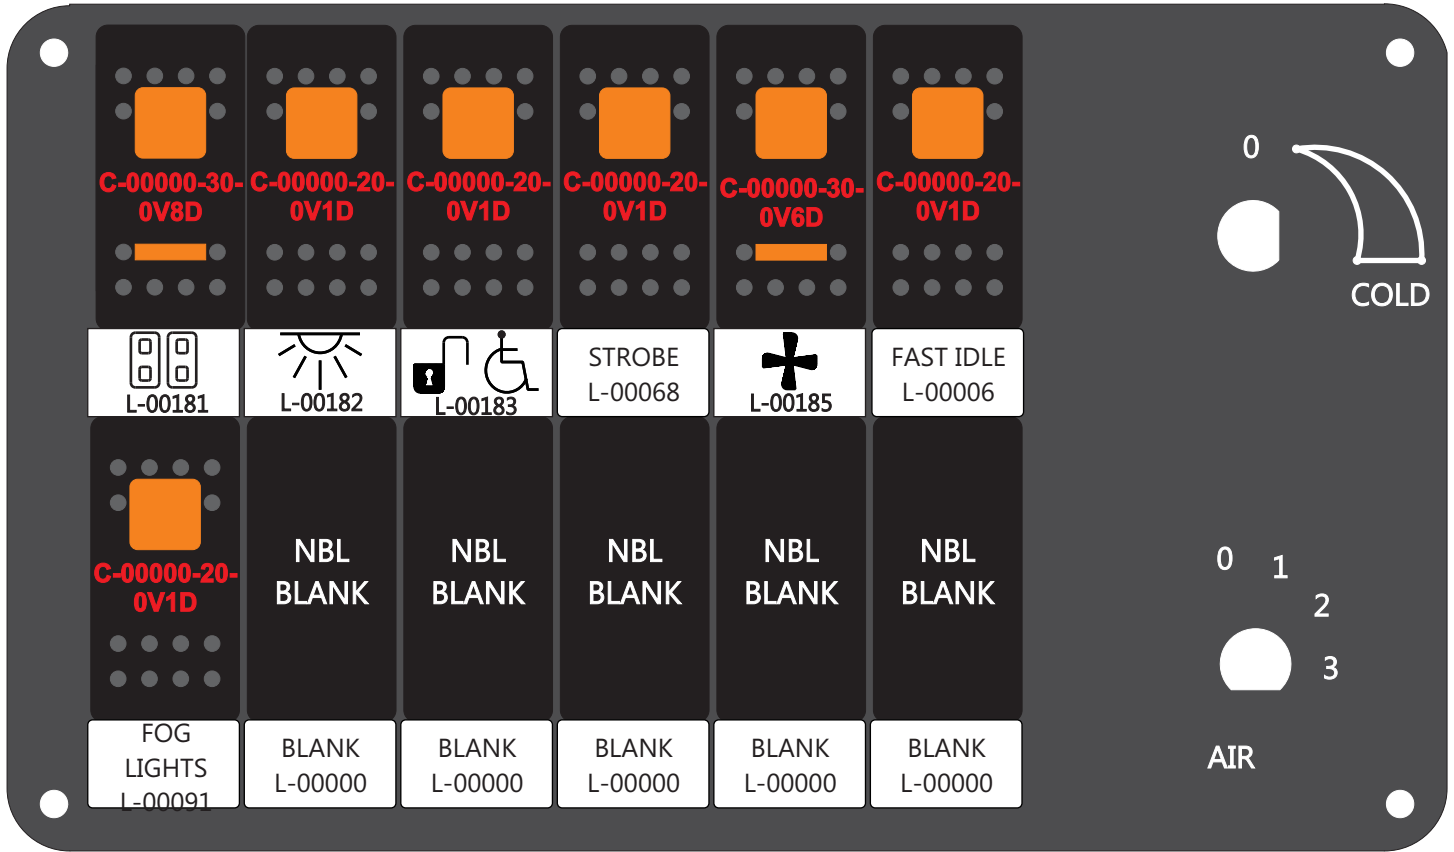 C-00000-30-
0V8D
C-00000-20-
0V1D
C-00000-20-
0V1D
C-00000-20-
0V1D
C-00000-30-
0V6D
C-00000-20-
0V1D
0
COLD
L-00181
L-00182
L-00183
STROBE
L-00068
L-00185
FAST IDLE
L-00006
C-00000-20-
0V1D
NBL
BLANK
NBL
BLANK
NBL
BLANK
NBL
BLANK
NBL
BLANK
0
1
2
3
AIR
FOG
LIGHTS
L-00091
BLANK
L-00000
BLANK
L-00000
BLANK
L-00000
BLANK
L-00000
BLANK
L-00000